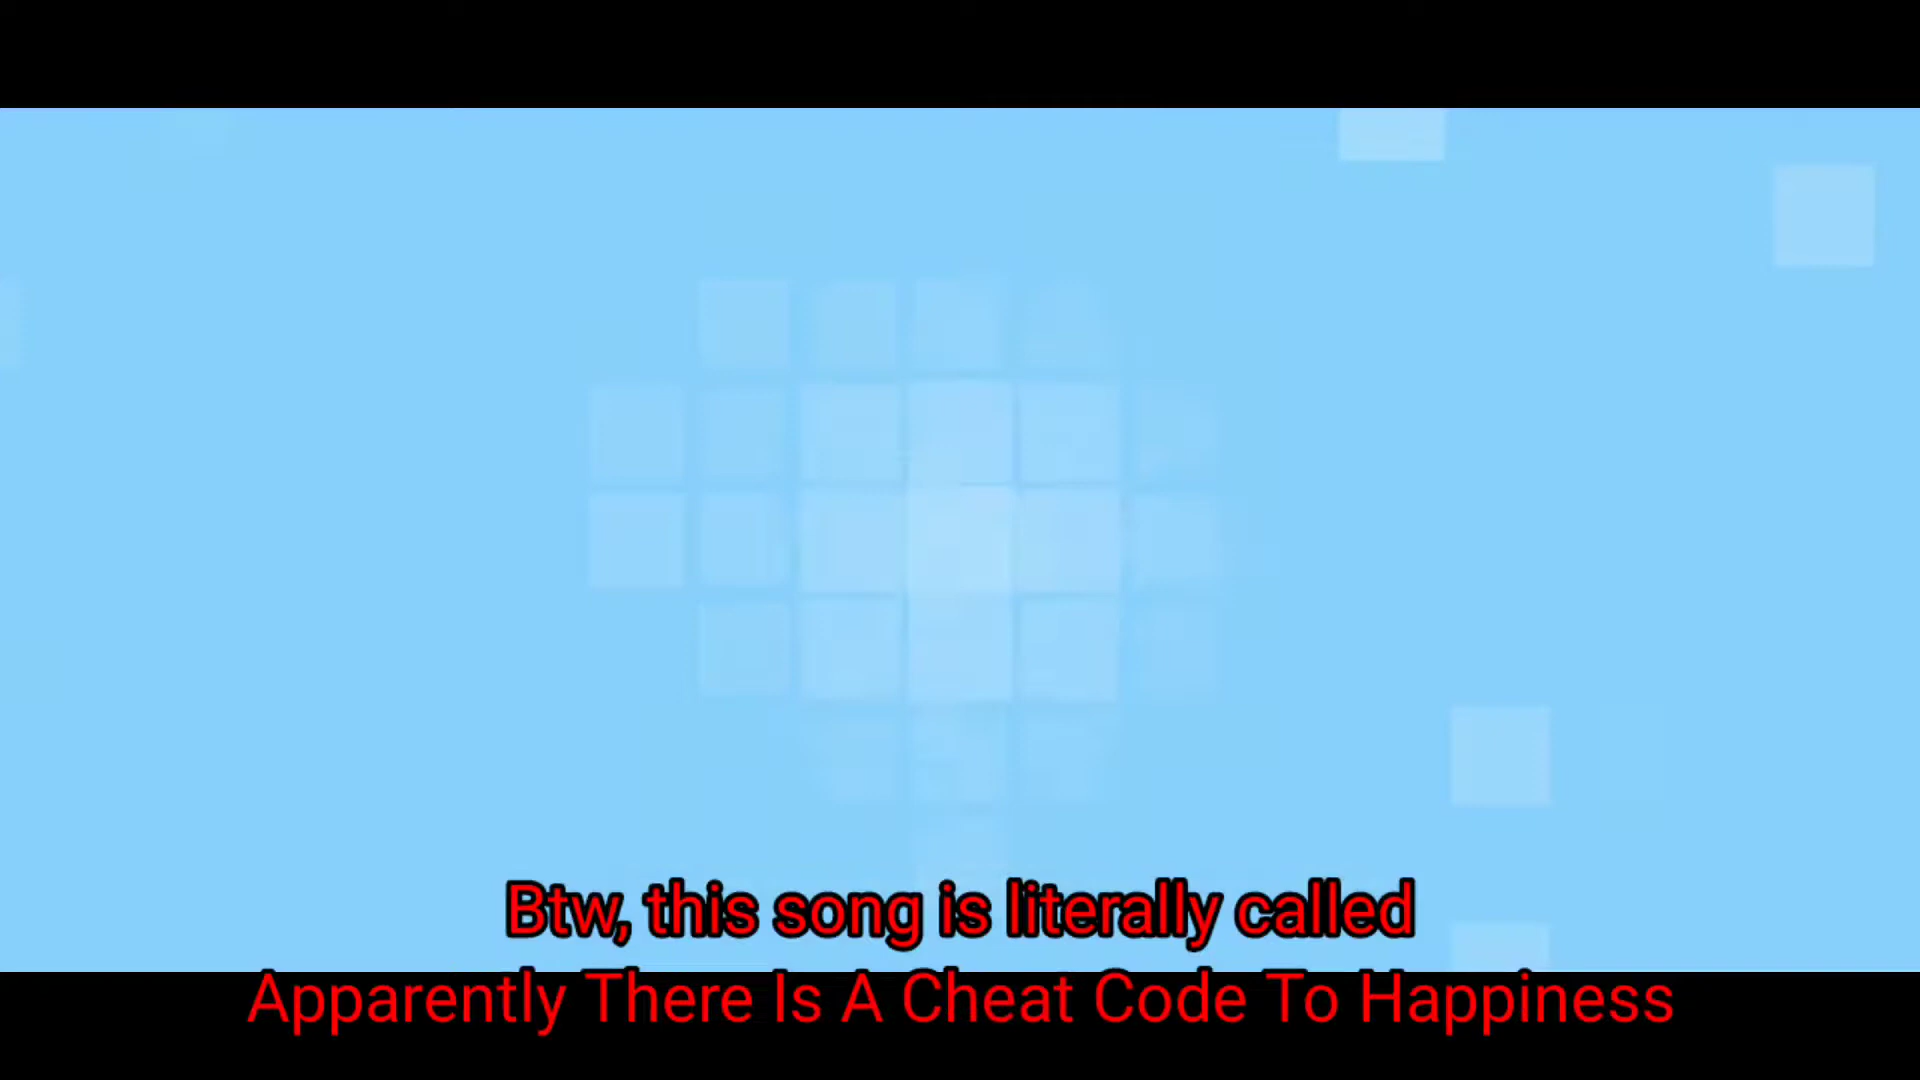 Btw, this song is literally called
Apparently There Is A Cheat Code To Happiness